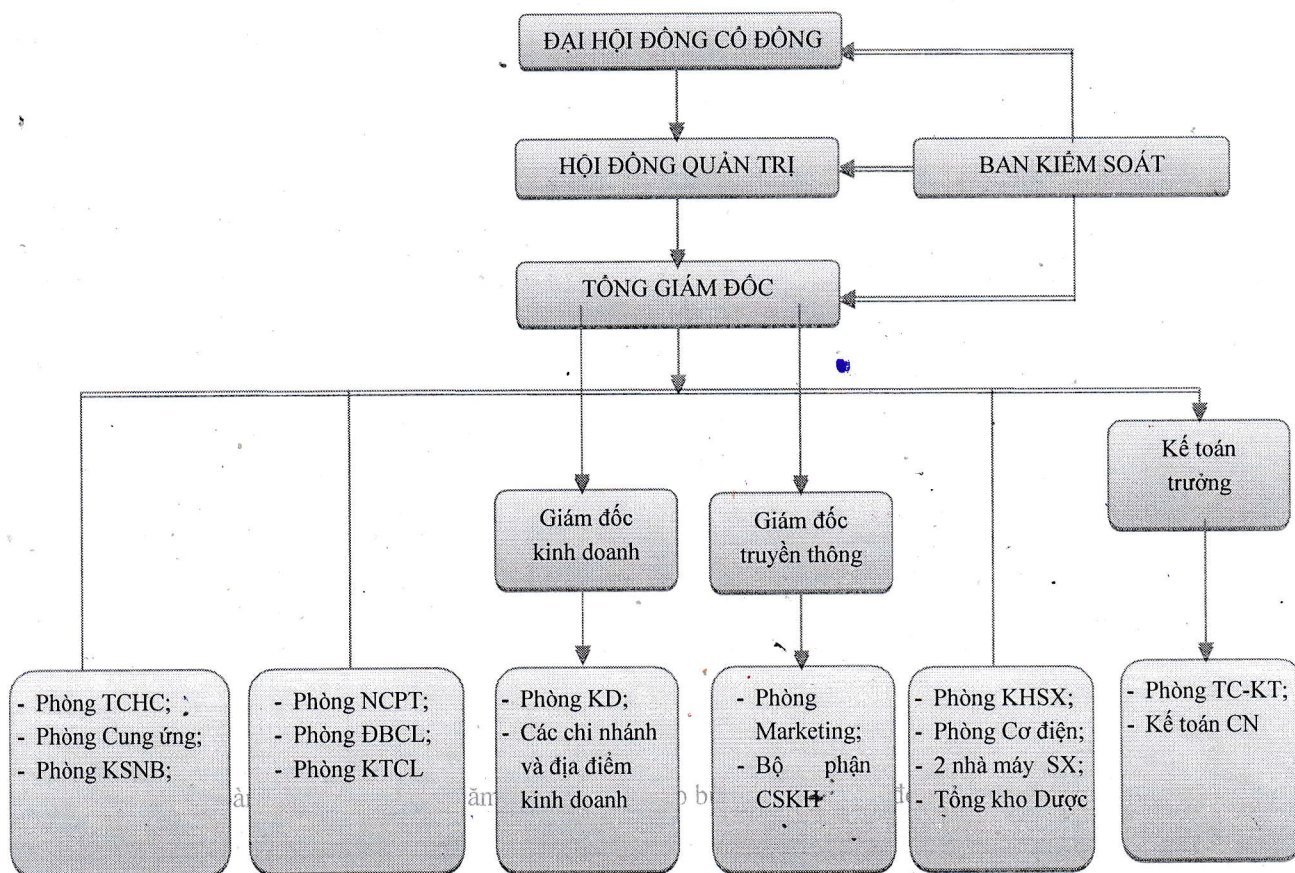 ĐẠI HỘI ĐỒNG CỔ ĐÔNG
HỘI ĐỒNG QUẢN TRỊ
BAN KIỂM SOÁT
TỔNG GIÁM ĐỐC
Kế toán
trưởng
Giám đốc
kinh doanh
Giám đốc
truyền thông
- Phòng TCHC;
- Phòng Cung ứng;
- Phòng KSNB;
- Phòng NCPT;
- Phòng ĐBCL;
- Phòng KTCL
- Phòng KD;
- Các chi nhánh
và địa điểm
kinh doanh
- Phòng
Marketing;
- Bộ phận
CSKH
- Phòng KHSX;
- Phòng Cơ điện;
- 2 nhà máy SX;
- Tổng kho Dược
- Phòng TC-KT;
- Kế toán CN